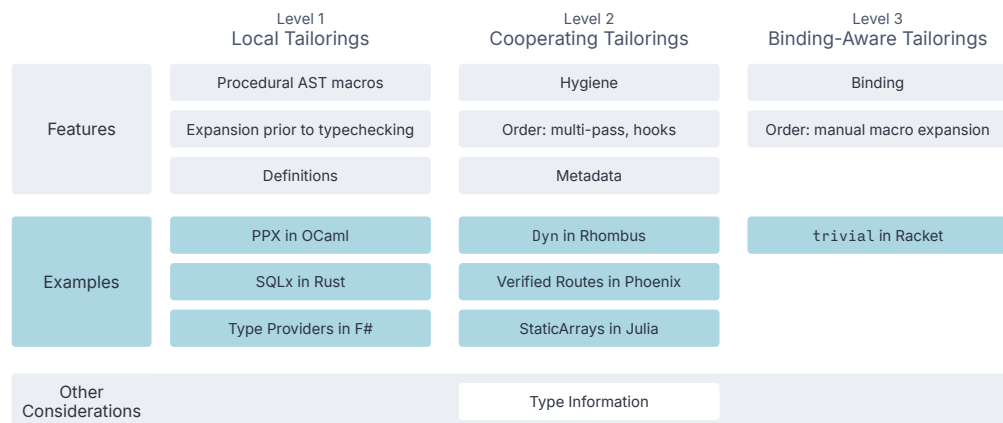 Level 1
Local Tailorings
Level 2
Cooperating Tailorings
Level 3
Binding-Aware Tailorings
Features
Procedural AST macros
Hygiene
Binding
Expansion prior to typechecking
Order: multi-pass, hooks
Order: manual macro expansion
Definitions
Metadata
Examples
PPX in OCaml
Dyn in Rhombus
trivial in Racket
SQLx in Rust
Verified Routes in Phoenix
Type Providers in F#
StaticArrays in Julia
Other
Considerations
Type Information